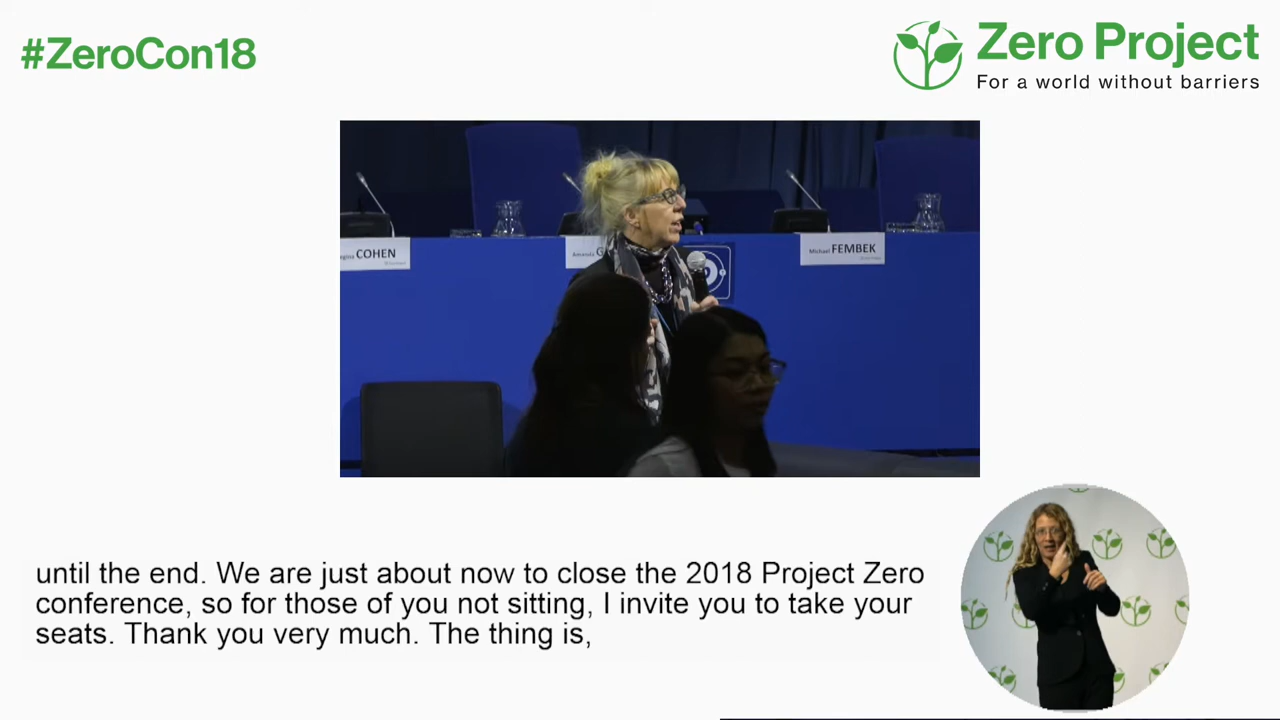 #ZeroCon18
Zero Project
For a world without barriers
COHEN
Michael FEMBEK
until the end. We are just about now to close the 2018 Project Zero
conference, so for those of you not sitting, I invite you to take your
seats. Thank you very much. The thing is,